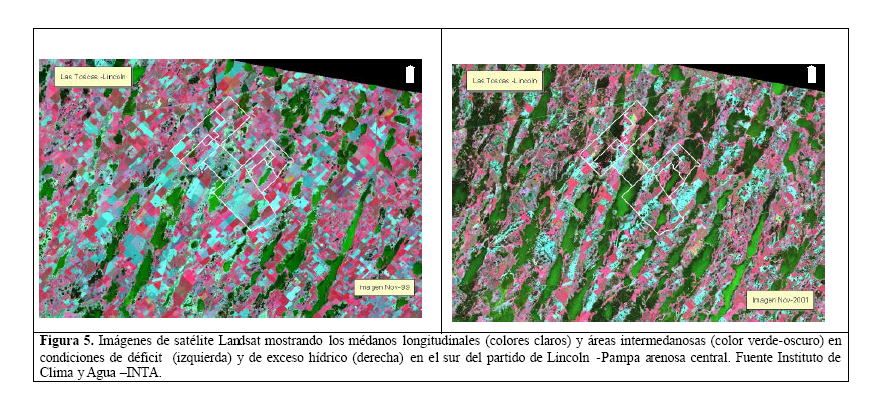 Las Toscas -Lincoln
Imagen Nov-99
Las Toscas -Lincoln
Imagen Nov-2001
Figura 5. Imágenes de satélite Landsat mostrando los médanos longitudinales (colores claros) y áreas intermedanosas (color verde-oscuro) en
condiciones de déficit (izquierda) y de exceso hídrico (derecha) en el sur del partido de Lincoln -Pampa arenosa central. Fuente Instituto de
Clima y Agua –INTA.